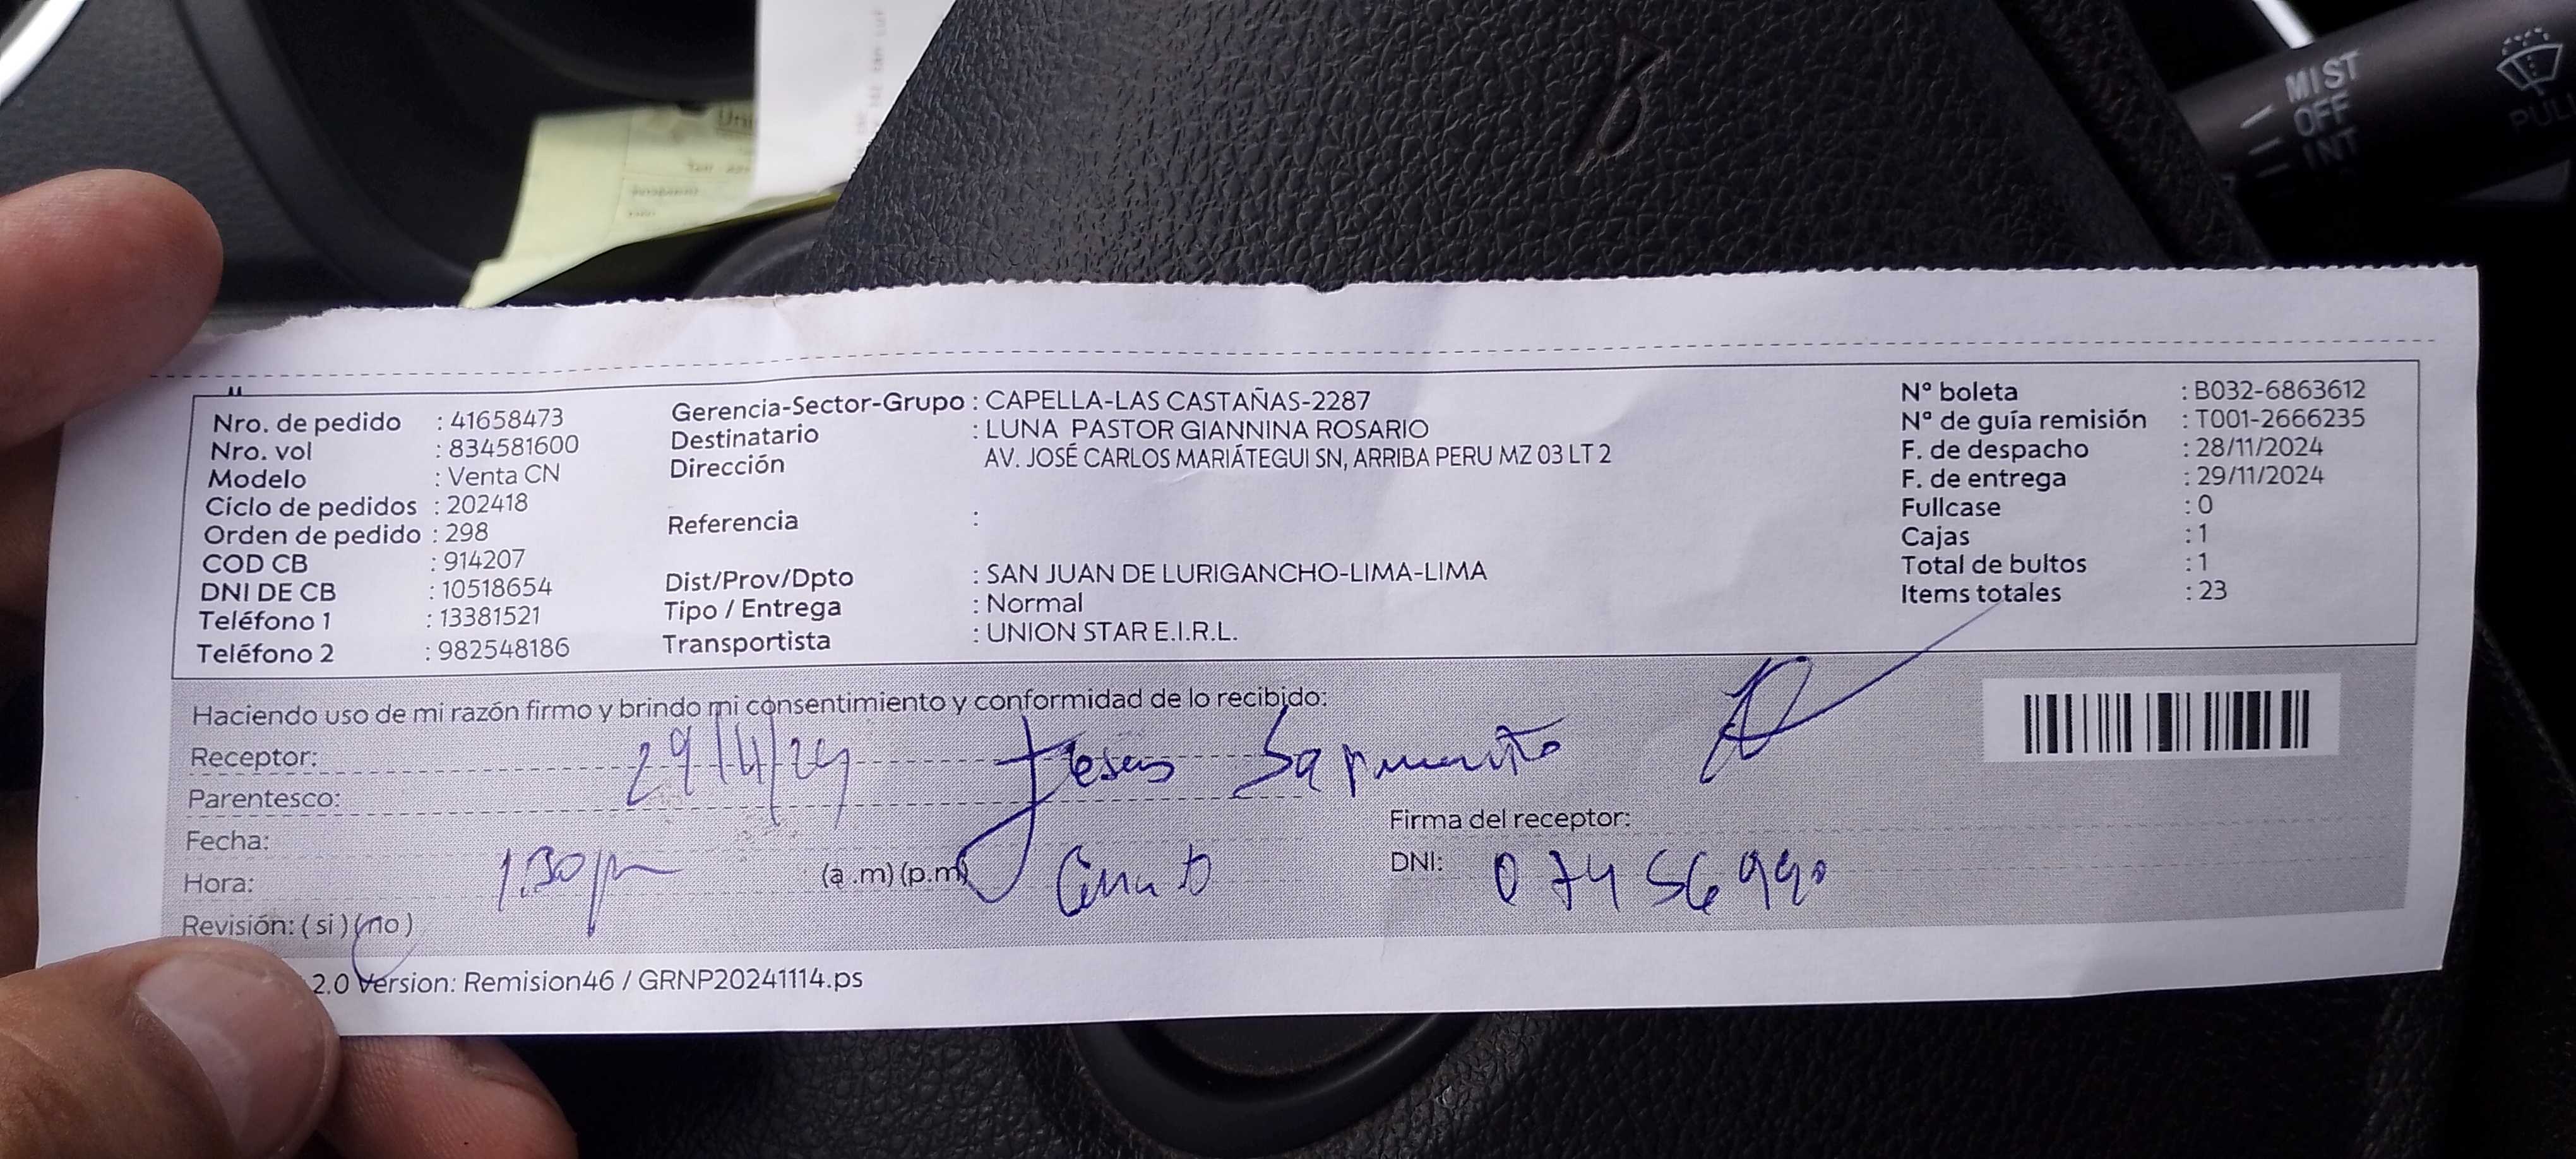 MIST
OFF
INT
PUL
Uni
Nro. de pedido : 41658473
Nro. vol : 834581600
Modelo : Venta CN
Ciclo de pedidos : 202418
Orden de pedido : 298
COD CB : 914207
DNI DE CB : 10518654
Teléfono 1 : 13381521
Teléfono 2 : 982548186
Gerencia-Sector-Grupo : CAPELLA-LAS CASTAÑAS-2287
Destinatario : LUNA PASTOR GIANNINA ROSARIO
Dirección AV. JOSÉ CARLOS MARIÁTEGUI SN, ARRIBA PERU MZ 03 LT 2
Referencia :
Dist/Prov/Dpto : SAN JUAN DE LURIGANCHO-LIMA-LIMA
Tipo / Entrega : Normal
Transportista : UNION STAR E.I.R.L.
N° boleta : B032-6863612
N° de guía remisión : T001-2666235
F. de despacho : 28/11/2024
F. de entrega : 29/11/2024
Fullcase : 0
Cajas : 1
Total de bultos : 1
Items totales : 23
Haciendo uso de mi razón firmo y brindo mi consentimiento y conformidad de lo recibido:
Receptor: 29/11/24 Jesus Sarmiento
Parentesco:
Fecha:
Firma del receptor:
Hora: 1.30 pm (a.m) (p.m)
DNI: 07456990
Revisión: ( si ) ( no )
2.0 Version: Remision46 / GRNP20241114.ps